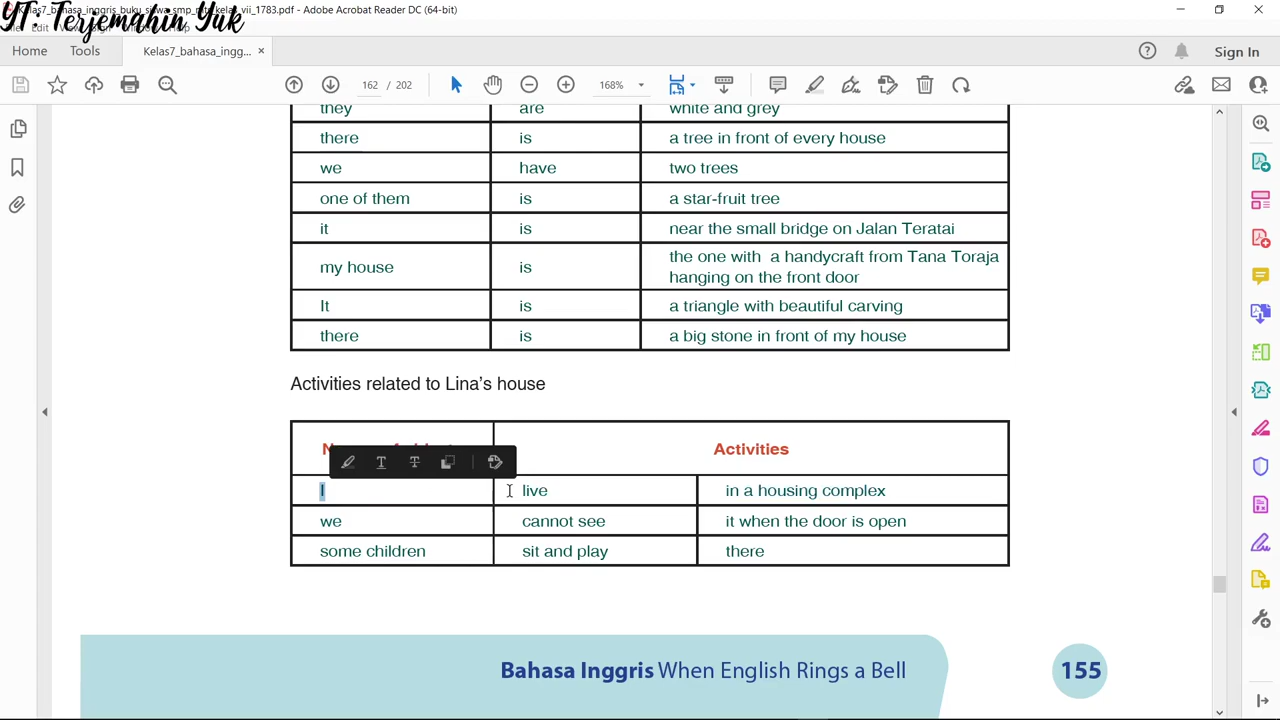 Kelas7_bahasa_inggris_buku_siswa_smp_mts_kelas_vii_1783.pdf - Adobe Acrobat Reader DC (64-bit)
YT: Terjemahin Yuk
Home Tools Kelas7_bahasa_ingg... × Sign In
162 / 202 168%
they are white and grey
there is a tree in front of every house
we have two trees
one of them is a star-fruit tree
it is near the small bridge on Jalan Teratai
my house is the one with a handycraft from Tana Toraja
hanging on the front door
It is a triangle with beautiful carving
there is a big stone in front of my house
Activities related to Lina's house
Activities
I live in a housing complex
we cannot see it when the door is open
some children sit and play there
Bahasa Inggris When English Rings a Bell 155